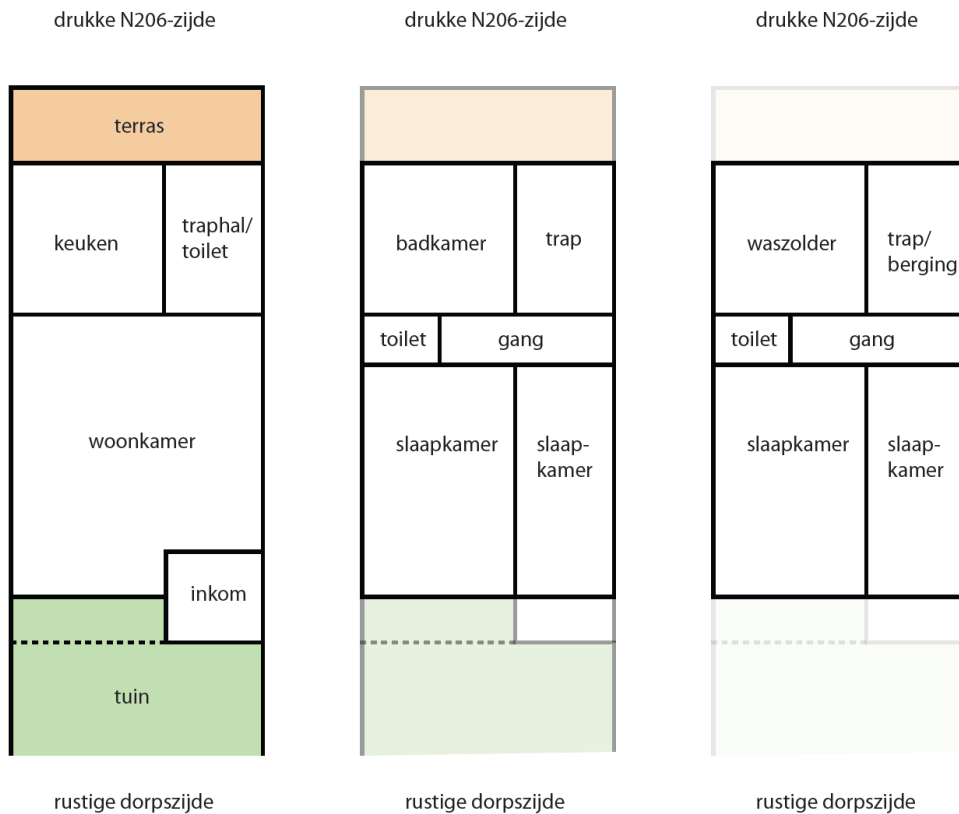 drukke N206-zijde
terras
keuken
traphal/
toilet
woonkamer
inkom
tuin
rustige dorpszijde
drukke N206-zijde
badkamer
trap
toilet
gang
slaapkamer
slaap-
kamer
rustige dorpszijde
drukke N206-zijde
waszolder
trap/
berging
toilet
gang
slaapkamer
slaap-
kamer
rustige dorpszijde